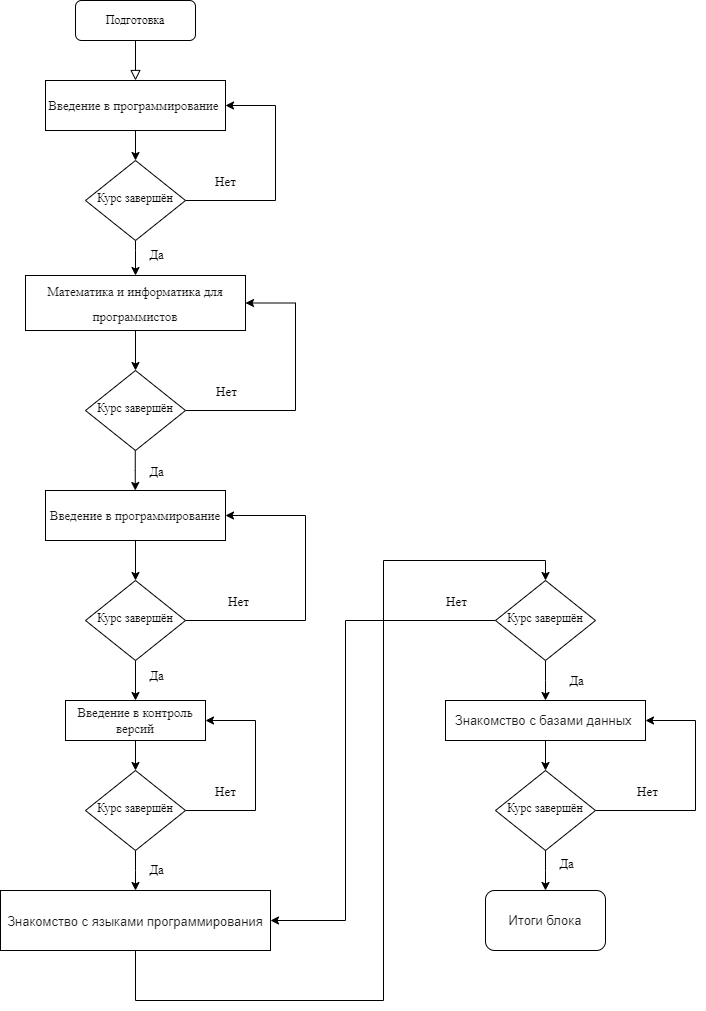 Подготовка
Введение в программирование
Нет
Курс завершён
Да
Математика и информатика для
программистов
Нет
Курс завершён
Да
Введение в программирование
Нет
Курс завершён
Да
Введение в контроль
версий
Нет
Курс завершён
Да
Знакомство с языками программирования
Нет
Курс завершён
Да
Знакомство с базами данных
Нет
Курс завершён
Да
Итоги блока